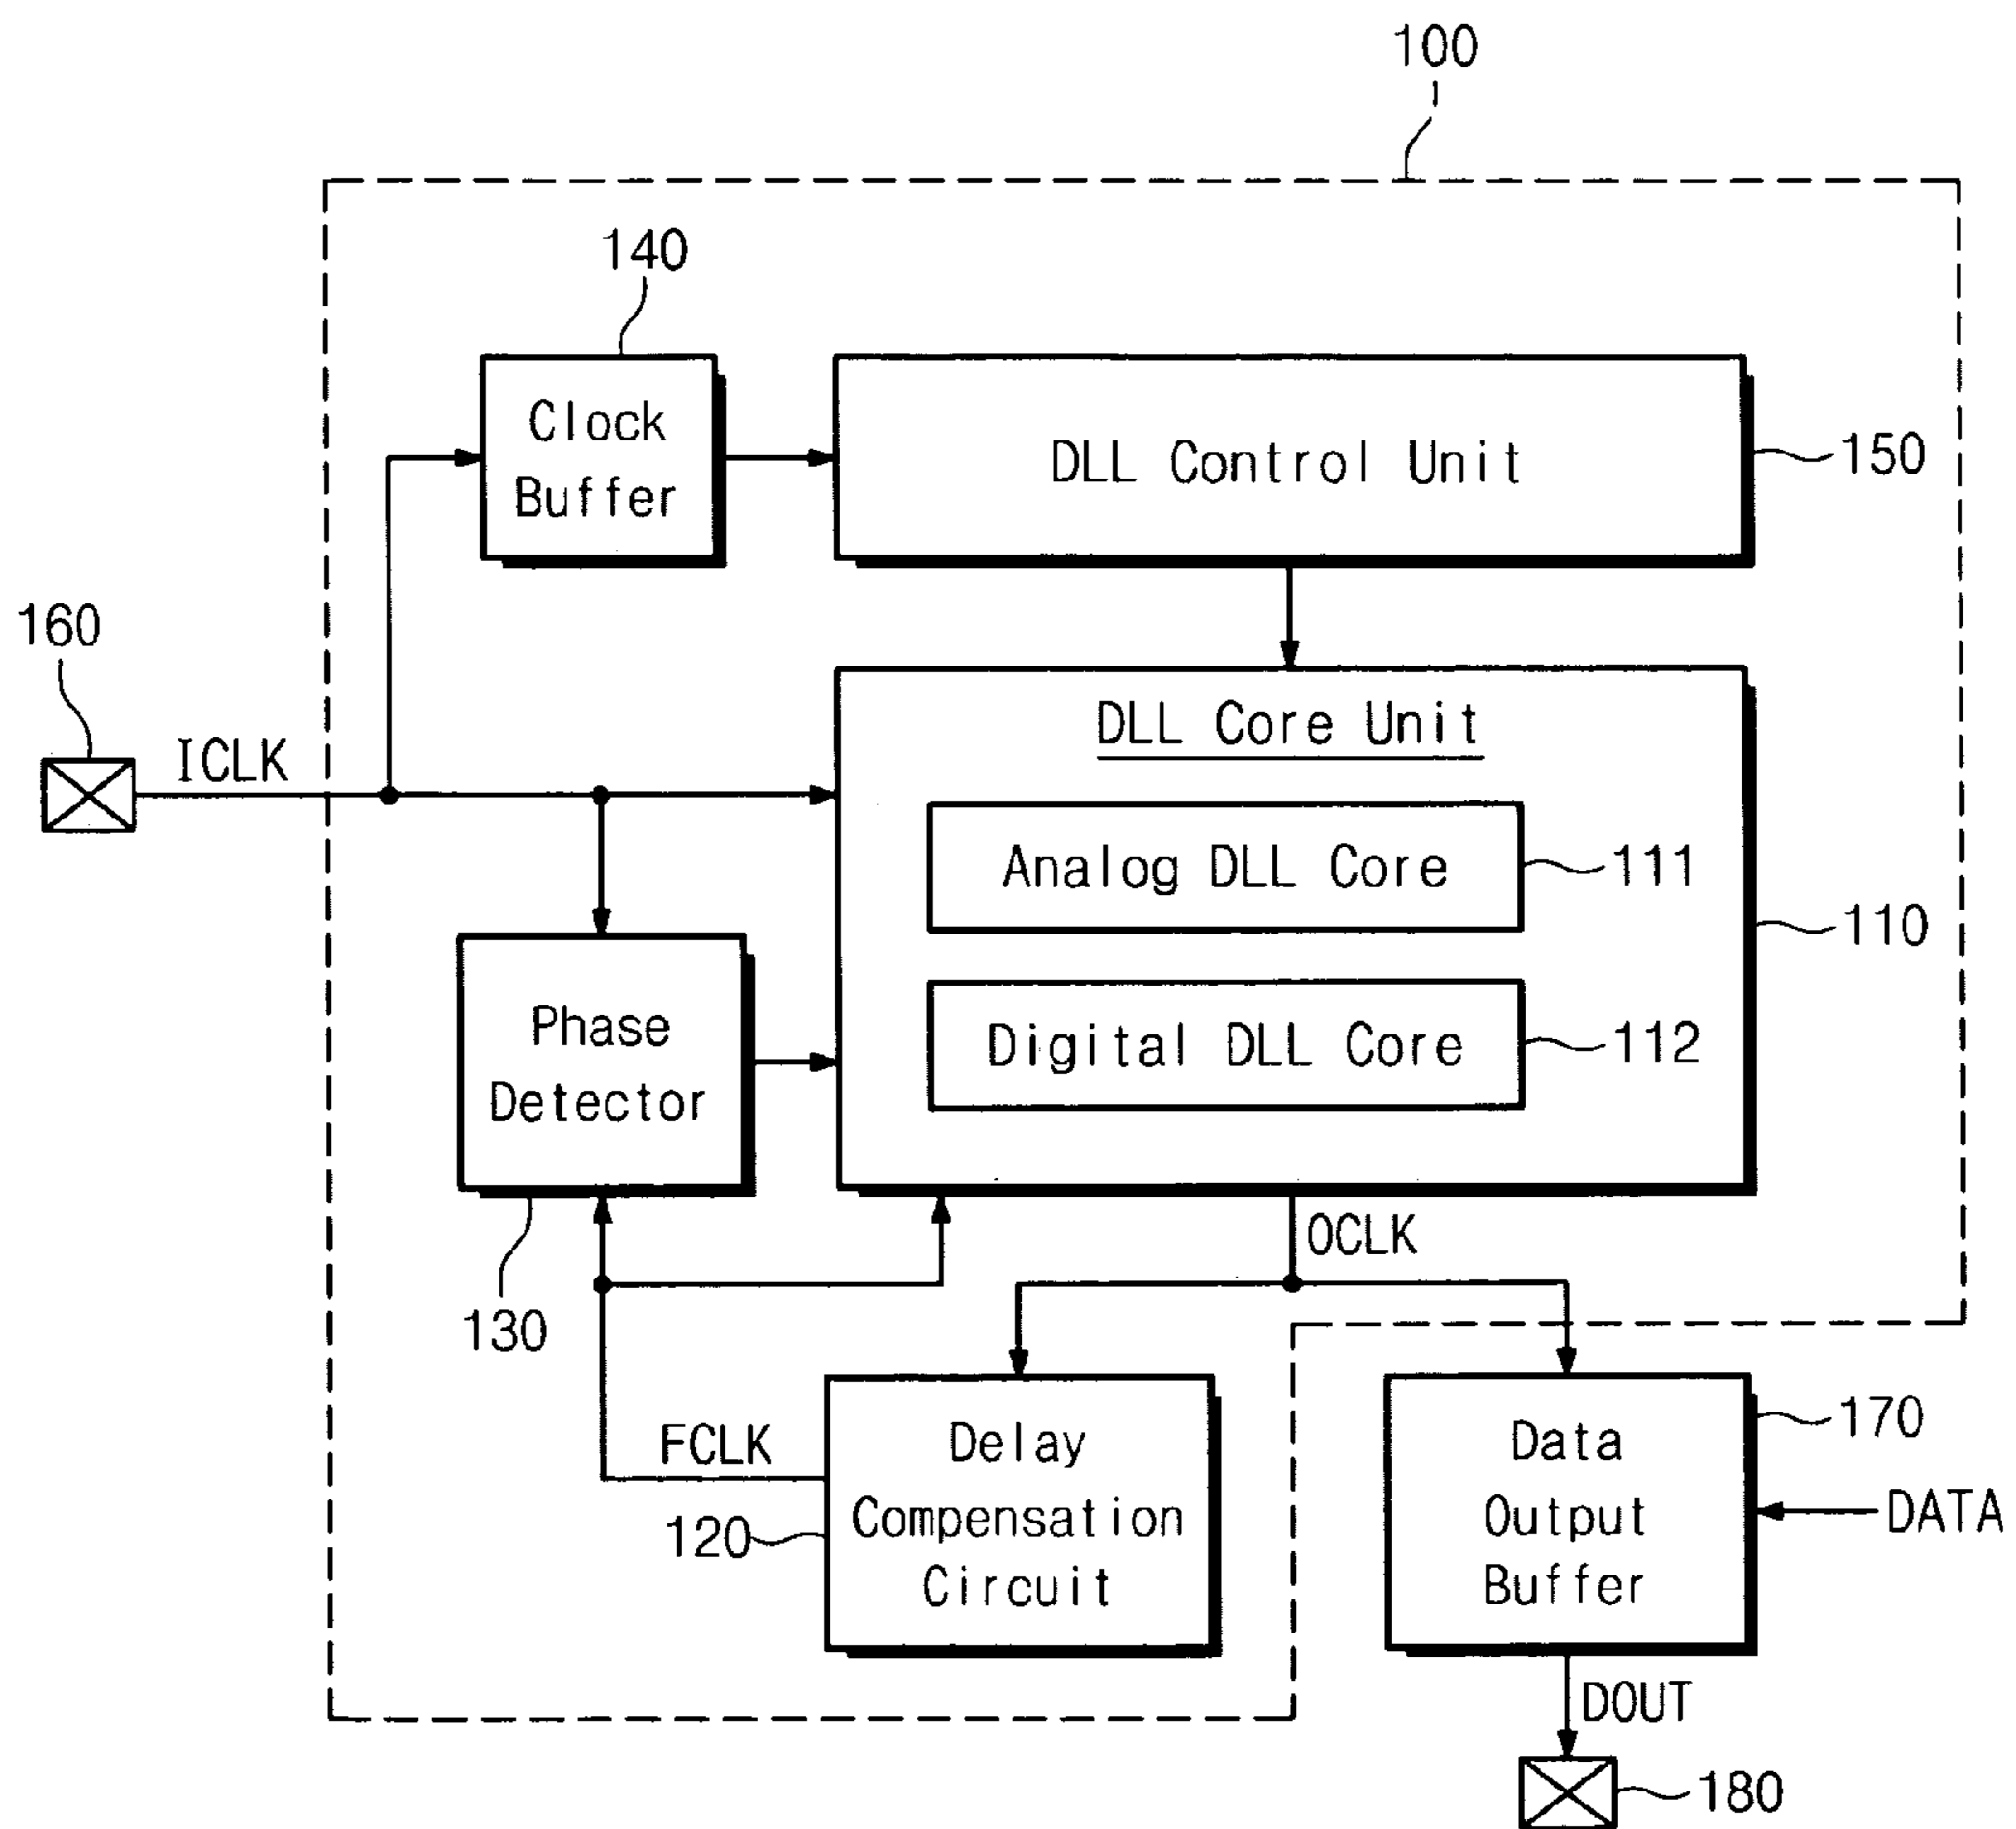 100
140
Clock
Buffer
DLL Control Unit
150
160
ICLK
DLL Core Unit
Analog DLL Core
111
110
Phase
Detector
Digital DLL Core
112
130
OCLK
FCLK
120
Delay
Compensation
Circuit
Data
Output
Buffer
170
DATA
DOUT
180